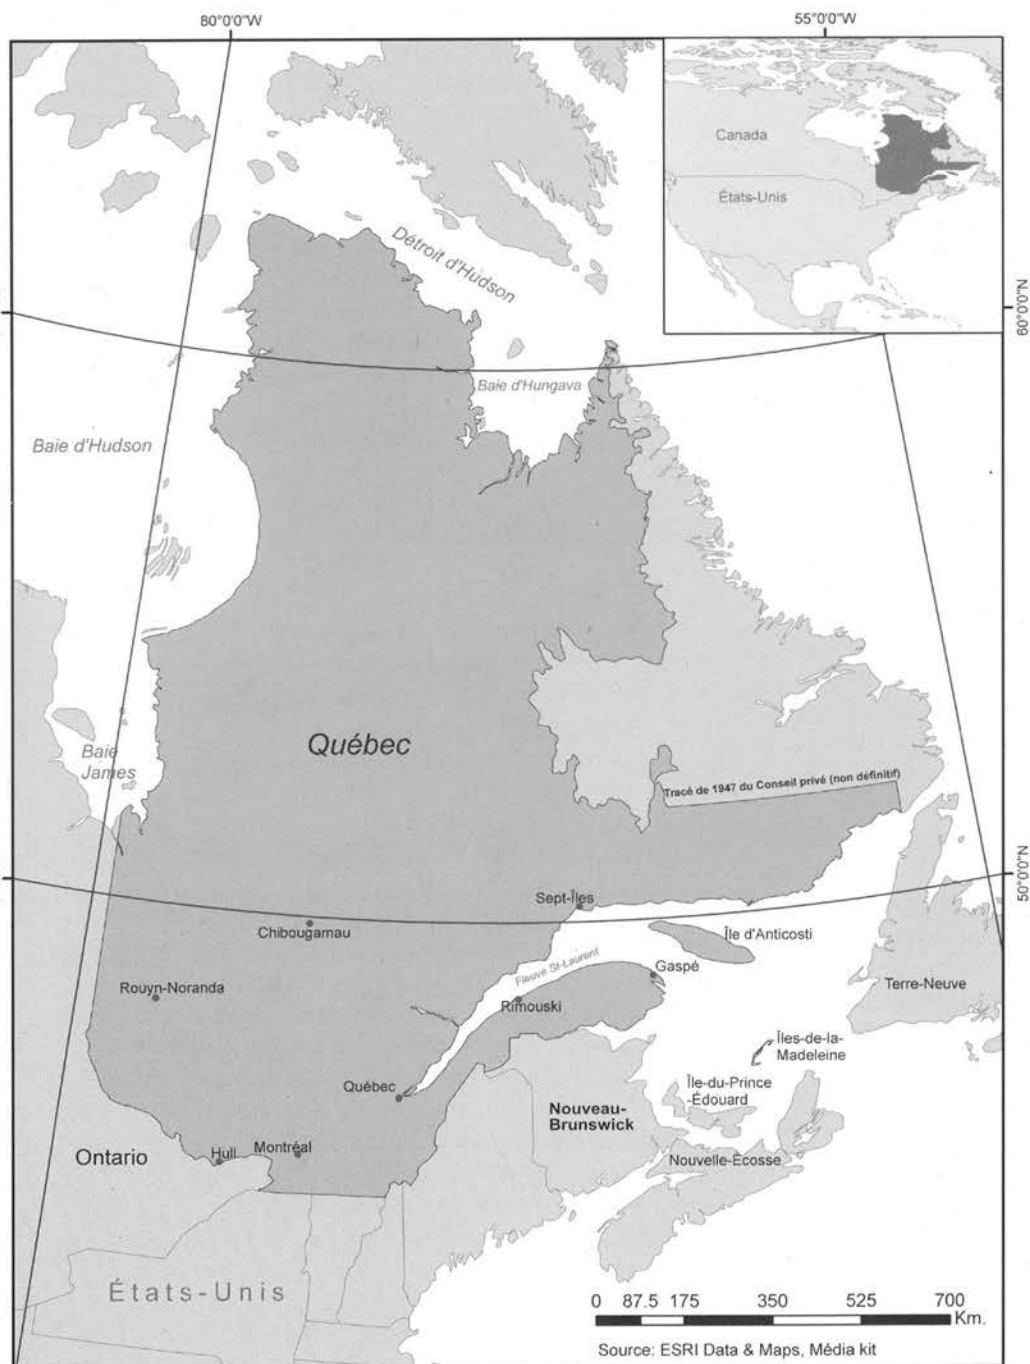 80°0'0"W
55°0'0"W
Canada
États-Unis
Détroit d'Hudson
60°0'0"N
Baie d'Hungava
Baie d'Hudson
Québec
Baie
James
Tracé de 1947 du Conseil privé (non définitif)
50°0'0"N
Sept-Îles
Chibougamau
Île d'Anticosti
Fleuve St-Laurent
Gaspé
Rouyn-Noranda
Rimouski
Terre-Neuve
Îles-de-la-
Madeleine
Québec
Île-du-Prince
-Édouard
Nouveau-
Brunswick
Ontario
Hull
Montréal
Nouvelle-Écosse
États-Unis
0 87.5 175 350 525 700
Km.
Source: ESRI Data & Maps, Média kit